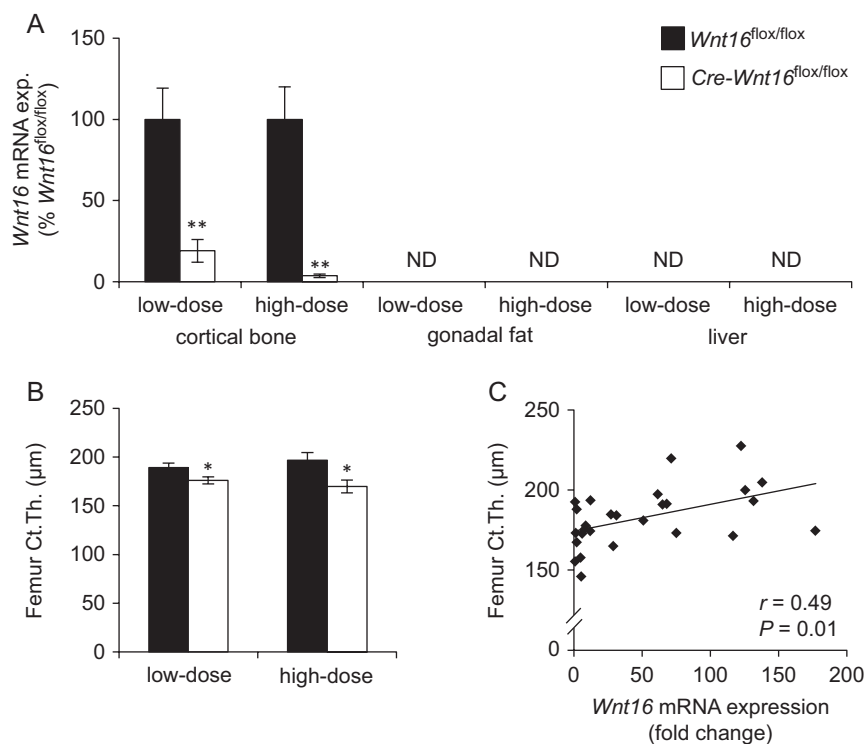 A
Wnt16 mRNA exp.
(% Wnt16flox/flox)
150
100
50
0
Wnt16flox/flox
Cre-Wnt16flox/flox
** ** ND ND ND ND
low-dose high-dose low-dose high-dose low-dose high-dose
cortical bone gonadal fat liver
B
Femur Ct.Th. (µm)
250
200
150
100
50
0
* *
low-dose high-dose
C
Femur Ct.Th. (µm)
250
200
150
0
r = 0.49
P = 0.01
0 50 100 150 200
Wnt16 mRNA expression
(fold change)